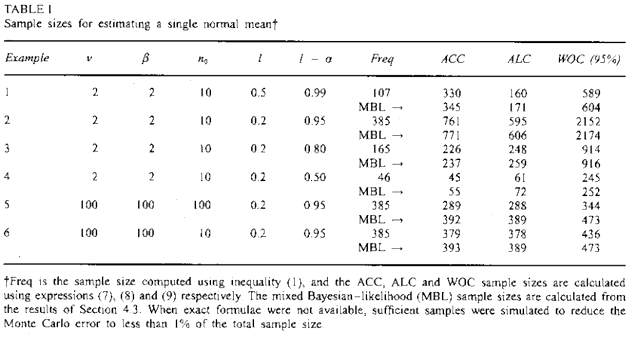 TABLE 1
Sample sizes for estimating a single normal mean†
Example ν β n0 l l − α Freq ACC ALC WOC (95%)
1 2 2 10 0.5 0.99 107 330 160 589
MBL → 345 171 604
2 2 2 10 0.2 0.95 385 761 595 2152
MBL → 771 606 2174
3 2 2 10 0.2 0.80 165 226 248 914
MBL → 237 259 916
4 2 2 10 0.2 0.50 46 45 61 245
MBL → 55 72 252
5 100 100 100 0.2 0.95 385 289 288 344
MBL → 392 389 473
6 100 100 10 0.2 0.95 385 379 378 436
MBL → 393 389 473
†Freq is the sample size computed using inequality (1), and the ACC, ALC and WOC sample sizes are calculated
using expressions (7), (8) and (9) respectively The mixed Bayesian–likelihood (MBL) sample sizes are calculated from
the results of Section 4.3. When exact formulae were not available, sufficient samples were simulated to reduce the
Monte Carlo error to less than 1% of the total sample size